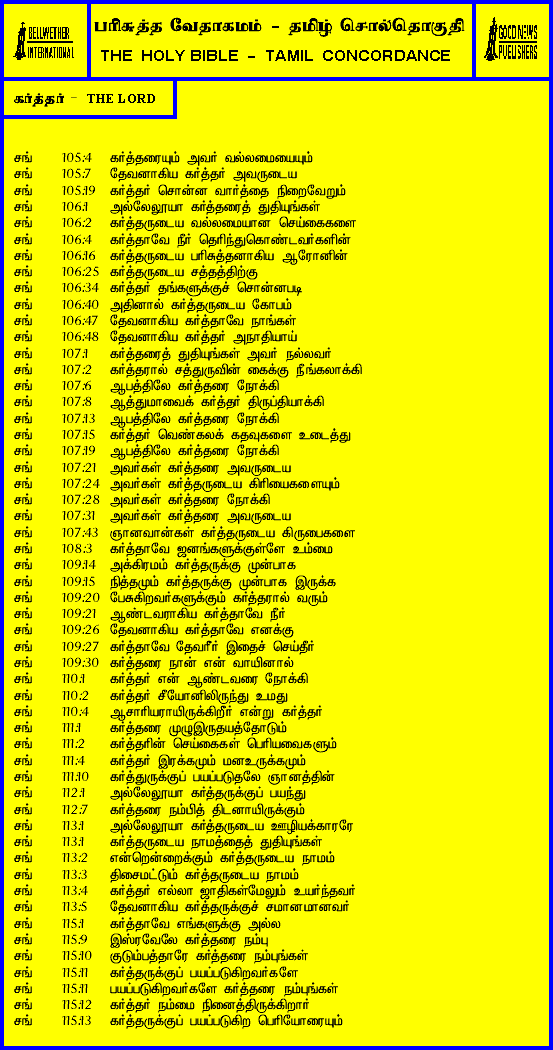 BELLWETHER
INTERNATIONAL
பரிசுத்த வேதாகமம் - தமிழ் சொல்தொகுதி
THE HOLY BIBLE - TAMIL CONCORDANCE
GOOD NEWS
PUBLISHERS
கர்த்தர் - THE LORD
சங் 105:4 கர்த்தரையும் அவர் வல்லமையையும்
சங் 105:7 தேவனாகிய கர்த்தர் அவருடைய
சங் 105:19 கர்த்தர் சொன்ன வார்த்தை நிறைவேறும்
சங் 106:1 அல்லேலூயா கர்த்தரைத் துதியுங்கள்
சங் 106:2 கர்த்தருடைய வல்லமையான செய்கைகளை
சங் 106:4 கர்த்தாவே நீர் தெரிந்துகொண்டவர்களின்
சங் 106:16 கர்த்தருடைய பரிசுத்தனாகிய ஆரோனின்
சங் 106:25 கர்த்தருடைய சத்தத்திற்கு
சங் 106:34 கர்த்தர் தங்களுக்குச் சொன்னபடி
சங் 106:40 அதினால் கர்த்தருடைய கோபம்
சங் 106:47 தேவனாகிய கர்த்தாவே நாங்கள்
சங் 106:48 தேவனாகிய கர்த்தர் அநாதியாய்
சங் 107:1 கர்த்தரைத் துதியுங்கள் அவர் நல்லவர்
சங் 107:2 கர்த்தரால் சத்துருவின் கைக்கு நீங்கலாக்கி
சங் 107:6 ஆபத்திலே கர்த்தரை நோக்கி
சங் 107:8 ஆத்துமாவைக் கர்த்தர் திருப்தியாக்கி
சங் 107:13 ஆபத்திலே கர்த்தரை நோக்கி
சங் 107:15 கர்த்தர் வெண்கலக் கதவுகளை உடைத்து
சங் 107:19 ஆபத்திலே கர்த்தரை நோக்கி
சங் 107:21 அவர்கள் கர்த்தரை அவருடைய
சங் 107:24 அவர்கள் கர்த்தருடைய கிரியைகளையும்
சங் 107:28 அவர்கள் கர்த்தரை நோக்கி
சங் 107:31 அவர்கள் கர்த்தரை அவருடைய
சங் 107:43 ஞானவான்கள் கர்த்தருடைய கிருபைகளை
சங் 108:3 கர்த்தாவே ஜனங்களுக்குள்ளே உம்மை
சங் 109:14 அக்கிரமம் கர்த்தருக்கு முன்பாக
சங் 109:15 நித்தமும் கர்த்தருக்கு முன்பாக இருக்க
சங் 109:20 பேசுகிறவர்களுக்கும் கர்த்தரால் வரும்
சங் 109:21 ஆண்டவராகிய கர்த்தாவே நீர்
சங் 109:26 தேவனாகிய கர்த்தாவே எனக்கு
சங் 109:27 கர்த்தாவே தேவரீர் இதைச் செய்தீர்
சங் 109:30 கர்த்தரை நான் என் வாயினால்
சங் 110:1 கர்த்தர் என் ஆண்டவரை நோக்கி
சங் 110:2 கர்த்தர் சீயோனிலிருந்து உமது
சங் 110:4 ஆசாரியராயிருக்கிறீர் என்று கர்த்தர்
சங் 111:1 கர்த்தரை முழுஇருதயத்தோடும்
சங் 111:2 கர்த்தரின் செய்கைகள் பெரியவைகளும்
சங் 111:4 கர்த்தர் இரக்கமும் மனஉருக்கமும்
சங் 111:10 கர்த்துருக்குப் பயப்படுதலே ஞானத்தின்
சங் 112:1 அல்லேலூயா கர்த்தருக்குப் பயந்து
சங் 112:7 கர்த்தரை நம்பித் திடனாயிருக்கும்
சங் 113:1 அல்லேலூயா கர்த்தருடைய ஊழியக்காரரே
சங் 113:1 கர்த்தருடைய நாமத்தைத் துதியுங்கள்
சங் 113:2 என்றென்றைக்கும் கர்த்தருடைய நாமம்
சங் 113:3 திசைமட்டும் கர்த்தருடைய நாமம்
சங் 113:4 கர்த்தர் எல்லா ஜாதிகள்மேலும் உயர்ந்தவர்
சங் 113:5 தேவனாகிய கர்த்தருக்குச் சமானமானவர்
சங் 115:1 கர்த்தாவே எங்களுக்கு அல்ல
சங் 115:9 இஸ்ரவேலே கர்த்தரை நம்பு
சங் 115:10 குடும்பத்தாரே கர்த்தரை நம்புங்கள்
சங் 115:11 கர்த்தருக்குப் பயப்படுகிறவர்களே
சங் 115:11 பயப்படுகிறவர்களே கர்த்தரை நம்புங்கள்
சங் 115:12 கர்த்தர் நம்மை நினைத்திருக்கிறார்
சங் 115:13 கர்த்தருக்குப் பயப்படுகிற பெரியோரையும்